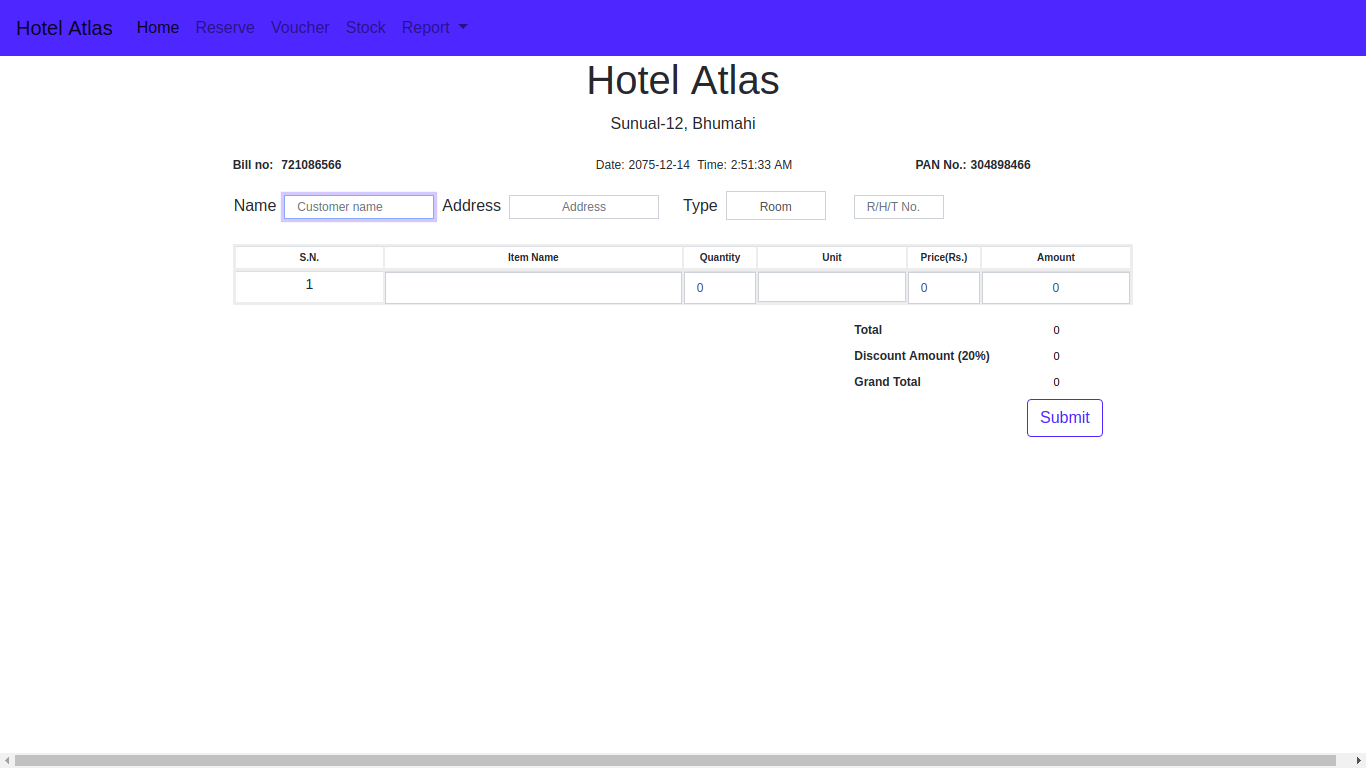 Hotel Atlas Home Reserve Voucher Stock Report
Hotel Atlas
Sunual-12, Bhumahi
Bill no: 721086566 Date: 2075-12-14 Time: 2:51:33 AM PAN No.: 304898466
Name Customer name Address Address Type Room R/H/T No.
S.N. Item Name Quantity Unit Price(Rs.) Amount
1 0 0 0
Total 0
Discount Amount (20%) 0
Grand Total 0
Submit